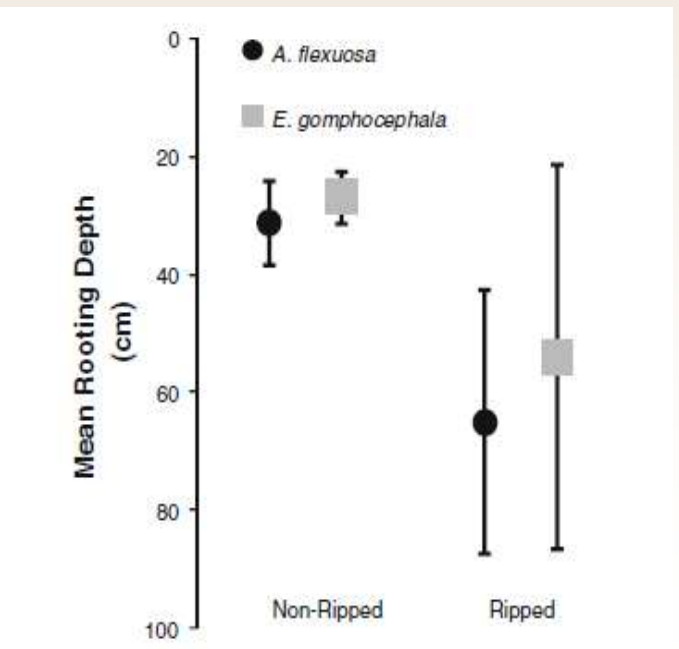 0
A. flexuosa
E. gomphocephala
20
40
60
80
100
Mean Rooting Depth
(cm)
Non-Ripped
Ripped